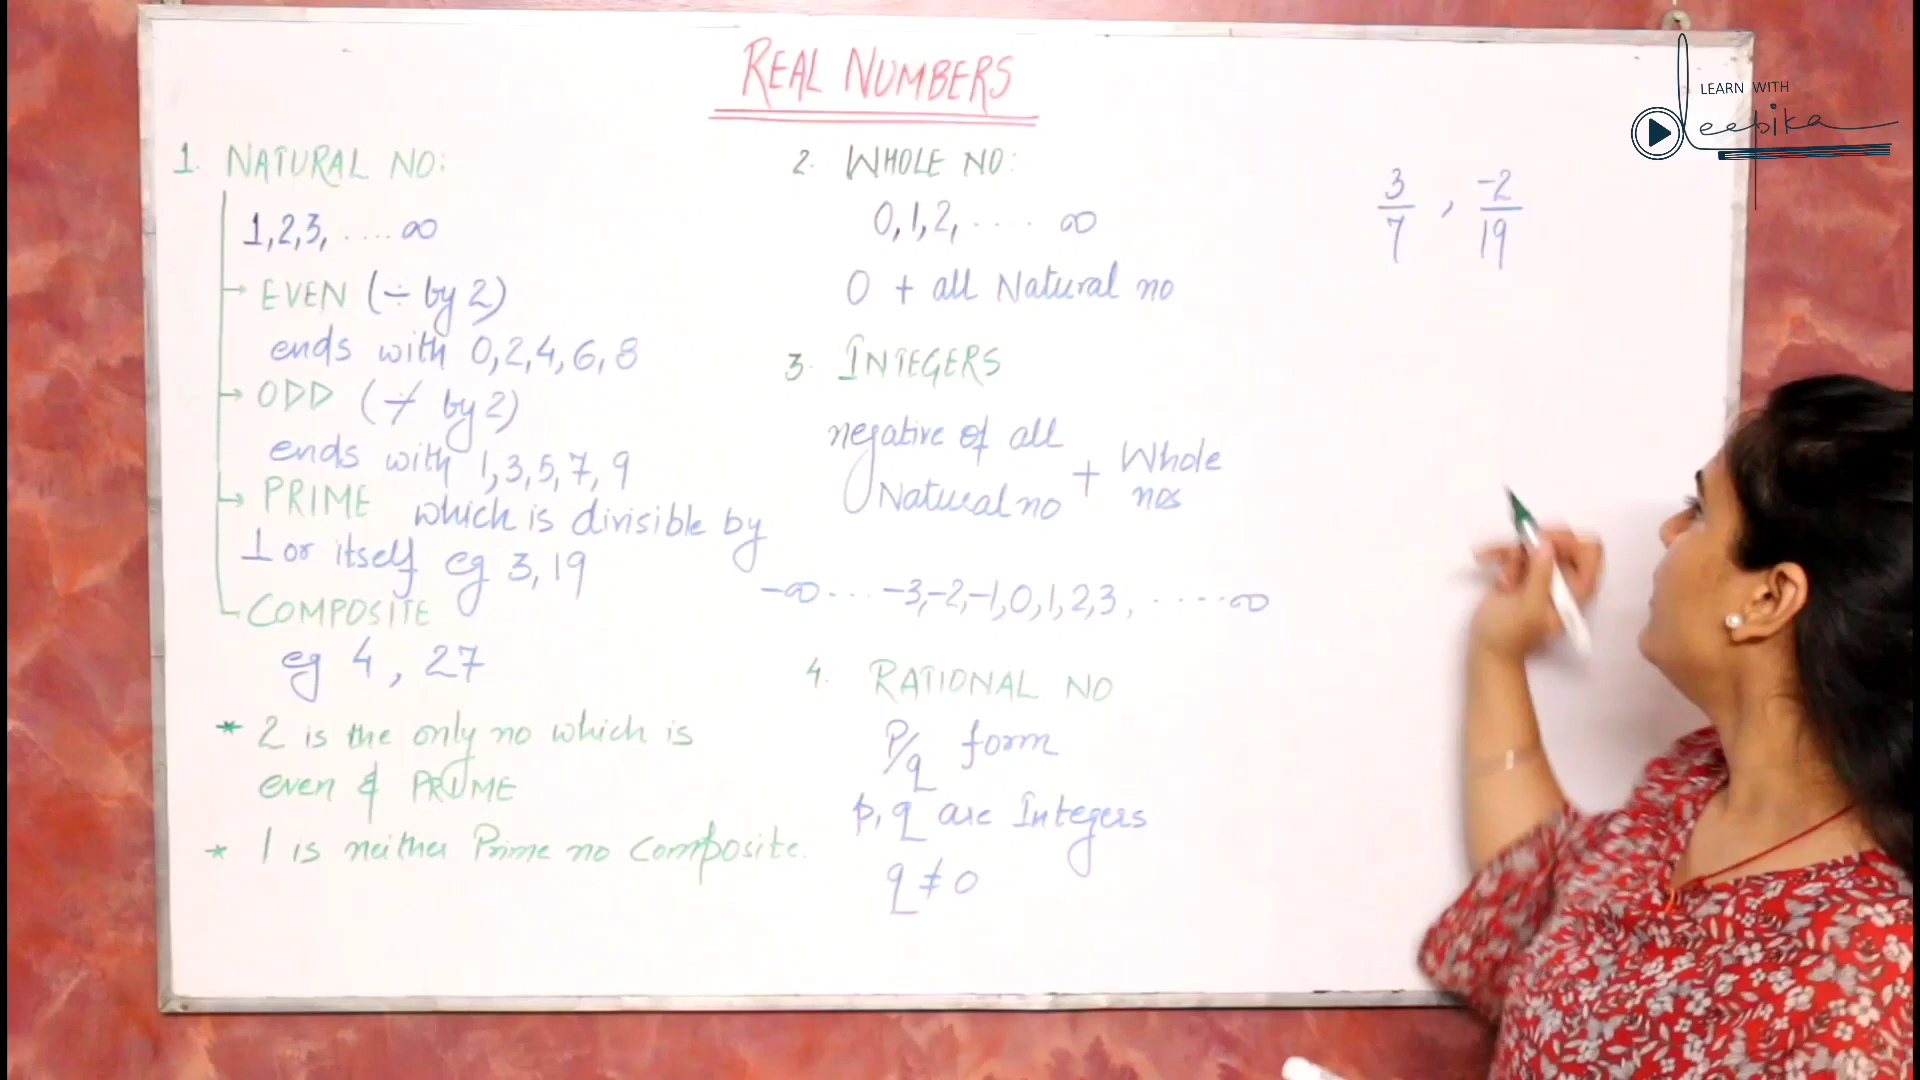 REAL NUMBERS
LEARN WITH
eepika
1. NATURAL NO:
1,2,3, ..... ∞
→ EVEN (÷ by 2)
ends with 0,2,4,6,8
→ ODD (≁ by 2)
ends with 1,3,5,7,9
→ PRIME which is divisible by
1 or itself eg 3,19
COMPOSITE
eg 4, 27
* 2 is the only no which is
even & PRIME
* 1 is neither Prime no Composite.
2. WHOLE NO:
0,1,2, .... ∞
0 + all Natural no
3. INTEGERS
negative of all
Natural no + Whole
nos
-∞ .... -3,-2,-1,0,1,2,3, ..... ∞
4. RATIONAL NO
P/q form
p, q are Integers
q ≠ 0
3/7 , -2/19